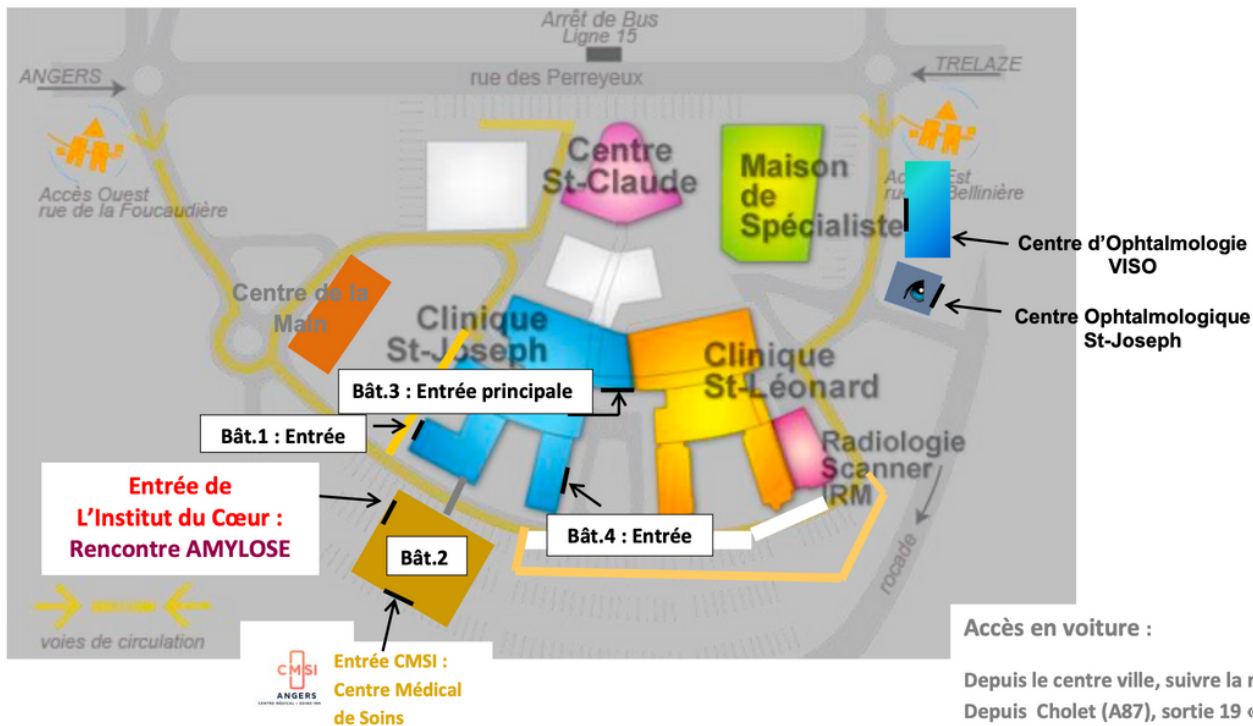 Arrêt de Bus
Ligne 15
ANGERS
rue des Perreyeux
TRELAZE
Accès Ouest
rue de la Foucaudière
Centre
St-Claude
Maison
de
Spécialiste
Est
Bellinière
Centre d'Ophtalmologie
VISO
Centre Ophtalmologique
St-Joseph
Centre de la
Main
Clinique
St-Joseph
Clinique
St-Léonard
Bât.3 : Entrée principale
Bât.1 : Entrée
Radiologie
Scanner
IRM
Entrée de
L'Institut du Cœur :
Rencontre AMYLOSE
Bât.4 : Entrée
Bât.2
rocade
voies de circulation
CMSI
ANGERS
CENTRE MÉDICAL
Entrée CMSI :
Centre Médical
de Soins
Accès en voiture :
Depuis le centre ville, suivre la
Depuis Cholet (A87), sortie 19 «